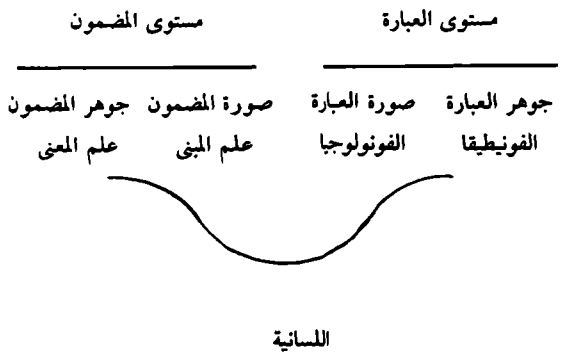 مستوى العبارة مستوى المضمون
جوهر العبارة صورة العبارة صورة المضمون جوهر المضمون
الفونيطيقا الفونولوجيا علم المبنى علم المعنى
اللسانية